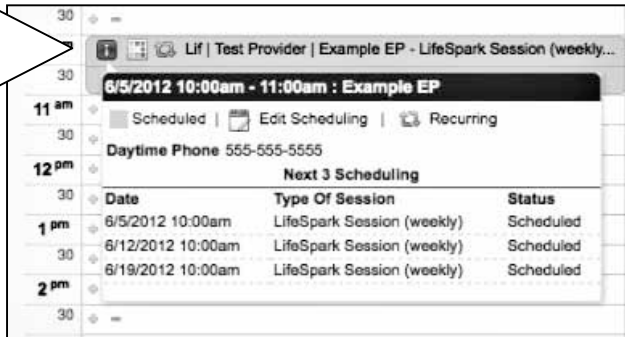 30
Lif | Test Provider | Example EP - LifeSpark Session (weekly...
30
6/5/2012 10:00am - 11:00am : Example EP
11 am
Scheduled | Edit Scheduling | Recurring
30
Daytime Phone 555-555-5555
12 pm
Next 3 Scheduling
30
Date Type Of Session Status
1 pm
6/5/2012 10:00am LifeSpark Session (weekly) Scheduled
6/12/2012 10:00am LifeSpark Session (weekly) Scheduled
30
6/19/2012 10:00am LifeSpark Session (weekly) Scheduled
2 pm
30